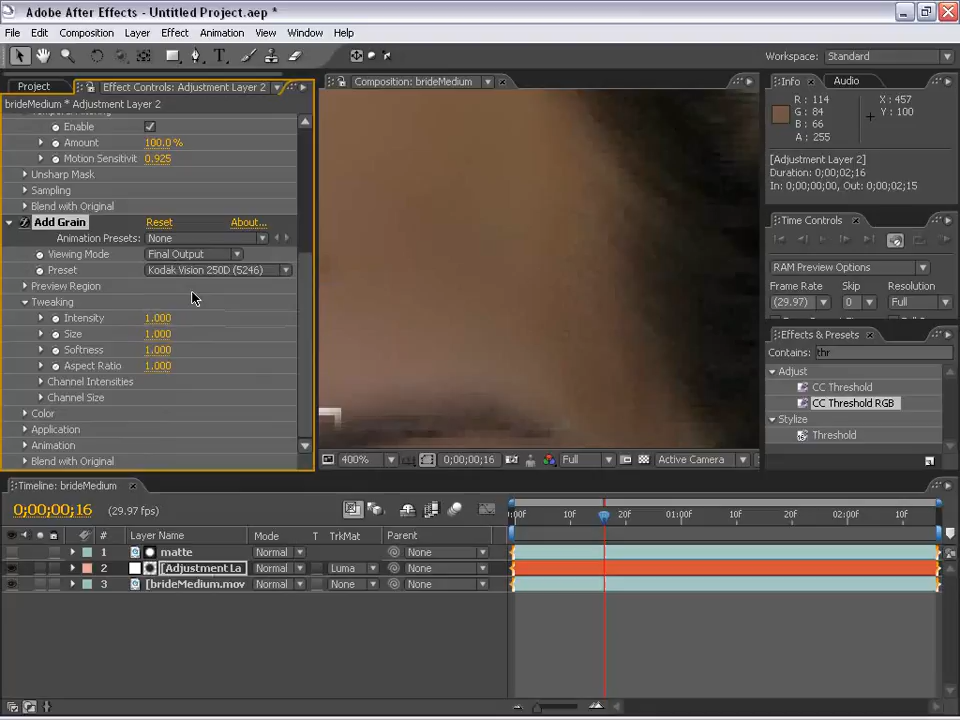 Adobe After Effects - Untitled Project.aep *
File Edit Composition Layer Effect Animation View Window Help
Workspace: Standard
Project Effect Controls: Adjustment Layer 2
brideMedium * Adjustment Layer 2
Enable
Amount 100.0 %
Motion Sensitivit 0.925
Unsharp Mask
Sampling
Blend with Original
Add Grain Reset About...
Animation Presets: None
Viewing Mode Final Output
Preset Kodak Vision 250D (5246)
Preview Region
Tweaking
Intensity 1.000
Size 1.000
Softness 1.000
Aspect Ratio 1.000
Channel Intensities
Channel Size
Color
Application
Animation
Blend with Original
Composition: brideMedium
400% 0;00;00;16 Full Active Camera
Info Audio
R : 114
G : 84
B : 66
A : 255
X : 457
Y : 100
[Adjustment Layer 2]
Duration: 0;00;02;16
In: 0;00;00;00, Out: 0;00;02;15
Time Controls
RAM Preview Options
Frame Rate Skip Resolution
(29.97) 0 Full
Effects & Presets
Contains: thr
Adjust
CC Threshold
CC Threshold RGB
Stylize
Threshold
Timeline: brideMedium
0;00;00;16 (29.97 fps)
# Layer Name Mode T TrkMat Parent
1 matte Normal None
2 [Adjustment La Normal Luma None
3 [brideMedium.mov Normal None None
:00F 10F 20F 01:00F 10F 20F 02:00F 10F